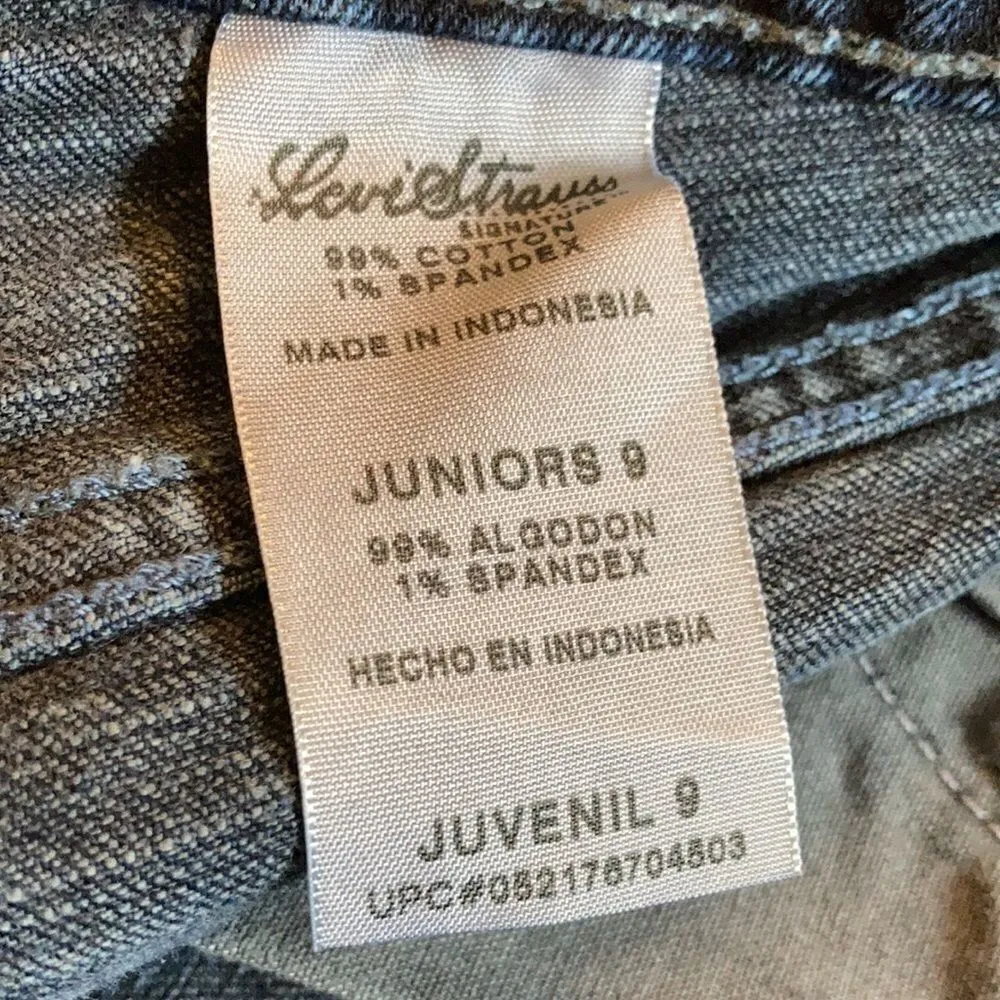 Levi Strauss
SIGNATURE
99% COTTON
1% SPANDEX
MADE IN INDONESIA
JUNIORS 9
99% ALGODON
1% SPANDEX
HECHO EN INDONESIA
JUVENIL 9
UPC#082178704803